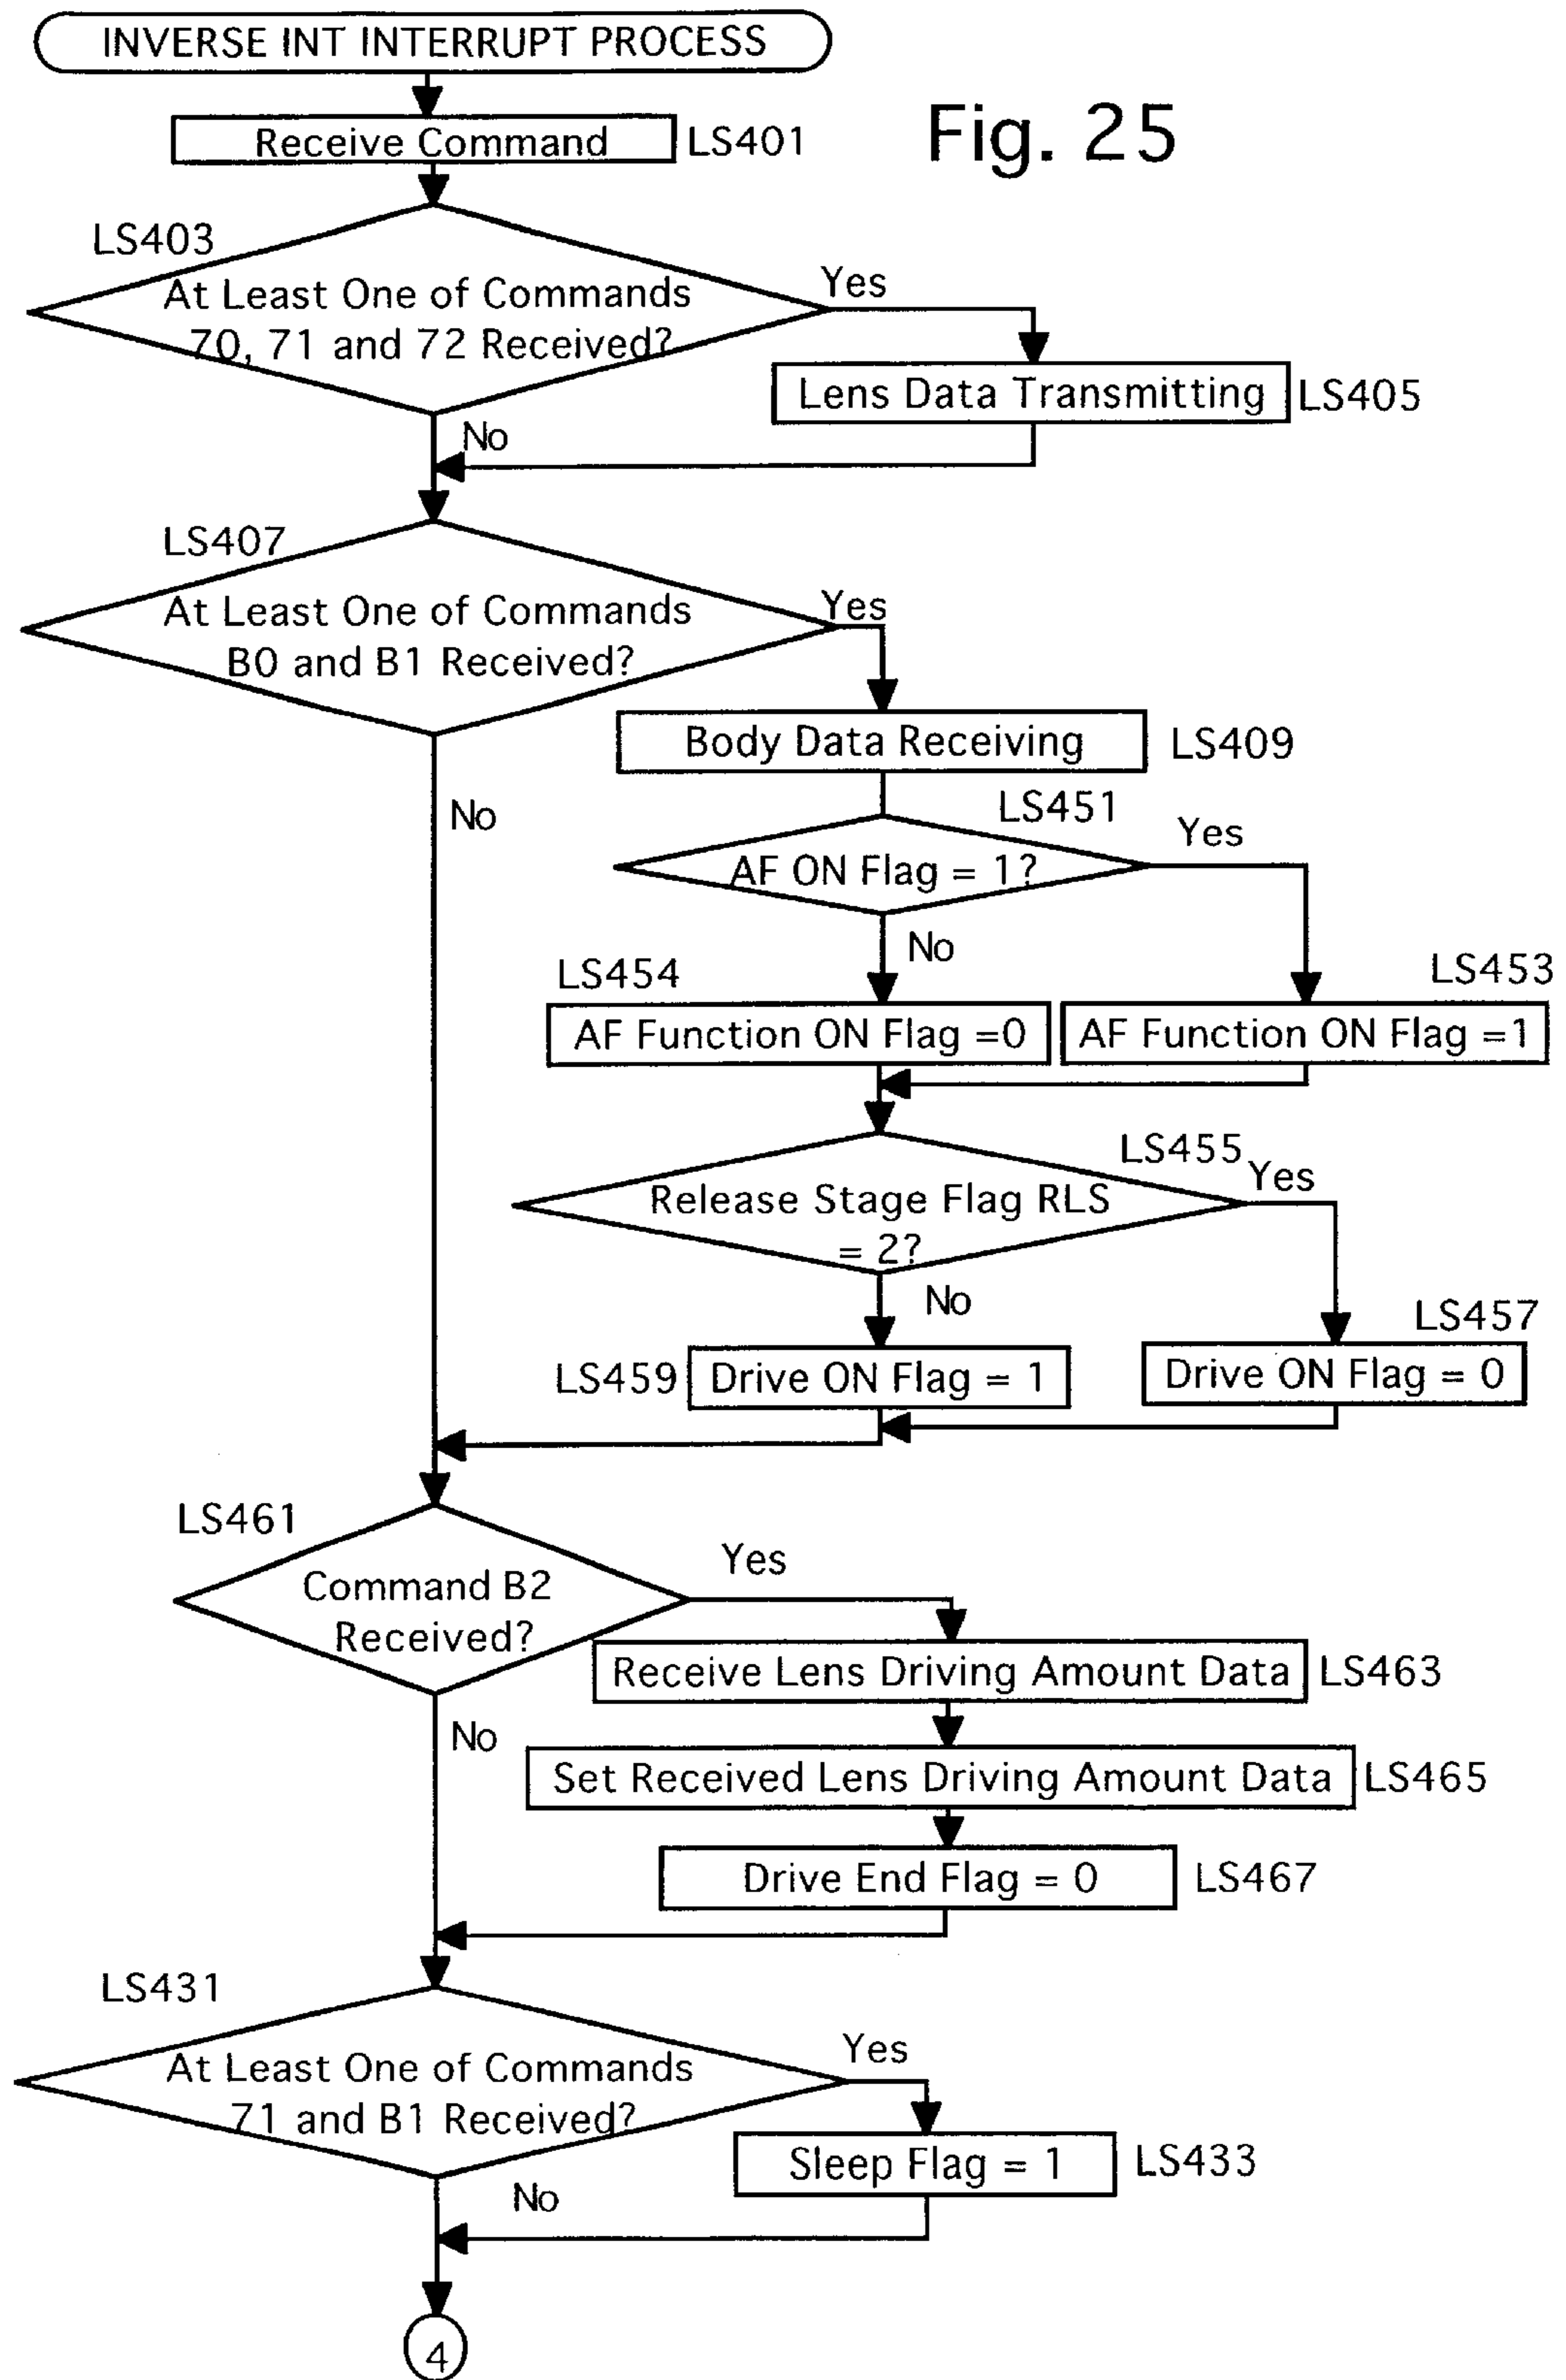 INVERSE INT INTERRUPT PROCESS
Fig. 25
Receive Command
LS401
LS403
At Least One of Commands
70, 71 and 72 Received?
Yes
Lens Data Transmitting
LS405
No
LS407
At Least One of Commands
B0 and B1 Received?
Yes
Body Data Receiving
LS409
No
LS451
AF ON Flag = 1?
Yes
No
LS454
LS453
AF Function ON Flag =0
AF Function ON Flag =1
LS455
Release Stage Flag RLS
= 2?
Yes
No
LS457
LS459
Drive ON Flag = 1
Drive ON Flag = 0
LS461
Command B2
Received?
Yes
Receive Lens Driving Amount Data
LS463
No
Set Received Lens Driving Amount Data
LS465
Drive End Flag = 0
LS467
LS431
At Least One of Commands
71 and B1 Received?
Yes
Sleep Flag = 1
LS433
No
4